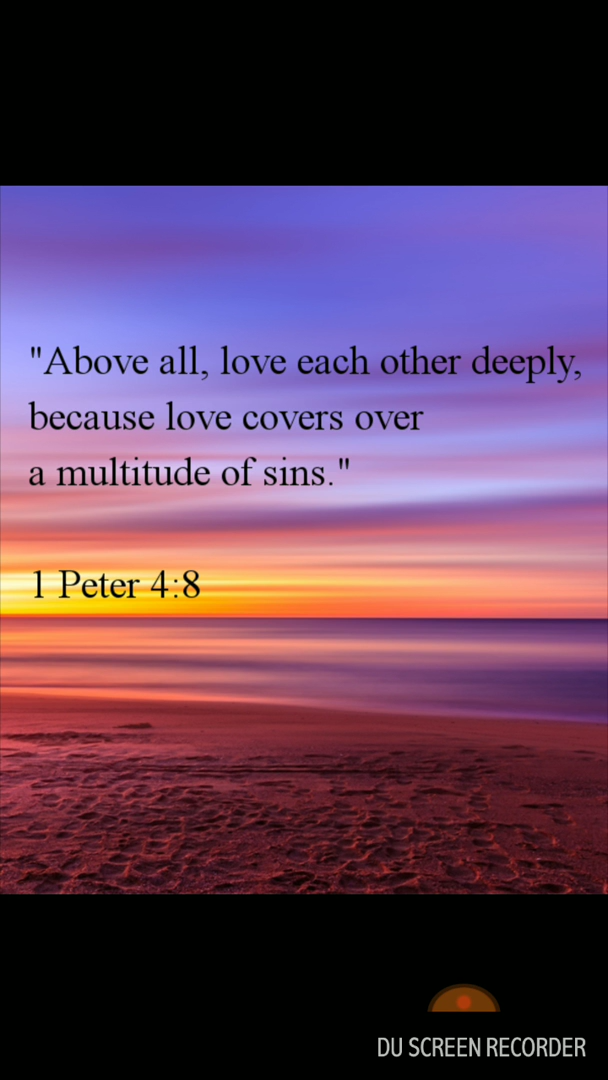 "Above all, love each other deeply,
because love covers over
a multitude of sins."
1 Peter 4:8
DU SCREEN RECORDER